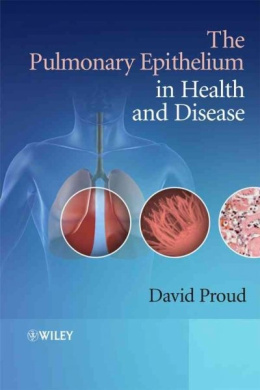 The
Pulmonary Epithelium
in Health
and Disease
David Proud
WILEY